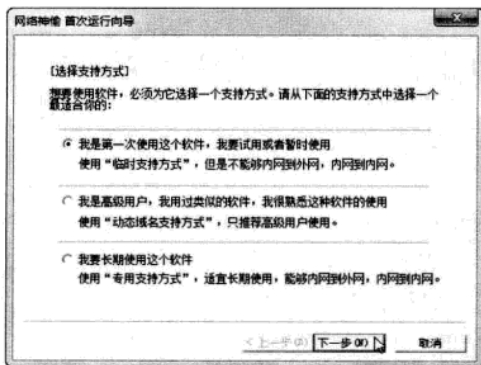 网络神偷 首次运行向导
[选择支持方式]
想要使用软件，必须为它选择一个支持方式。请从下面的支持方式中选择一个
最适合你的：
我是第一次使用这个软件，我要试用或者暂时使用
使用“临时支持方式”，但是不能够内网到外网，内网到内网。
我是高级用户，我用过类似的软件，我很熟悉这种软件的使用
使用“动态域名支持方式”，只推荐高级用户使用。
我要长期使用这个软件
使用“专用支持方式”，适宜长期使用，能够内网到外网，内网到内网。
<上一步(B) 下一步(N) 取消